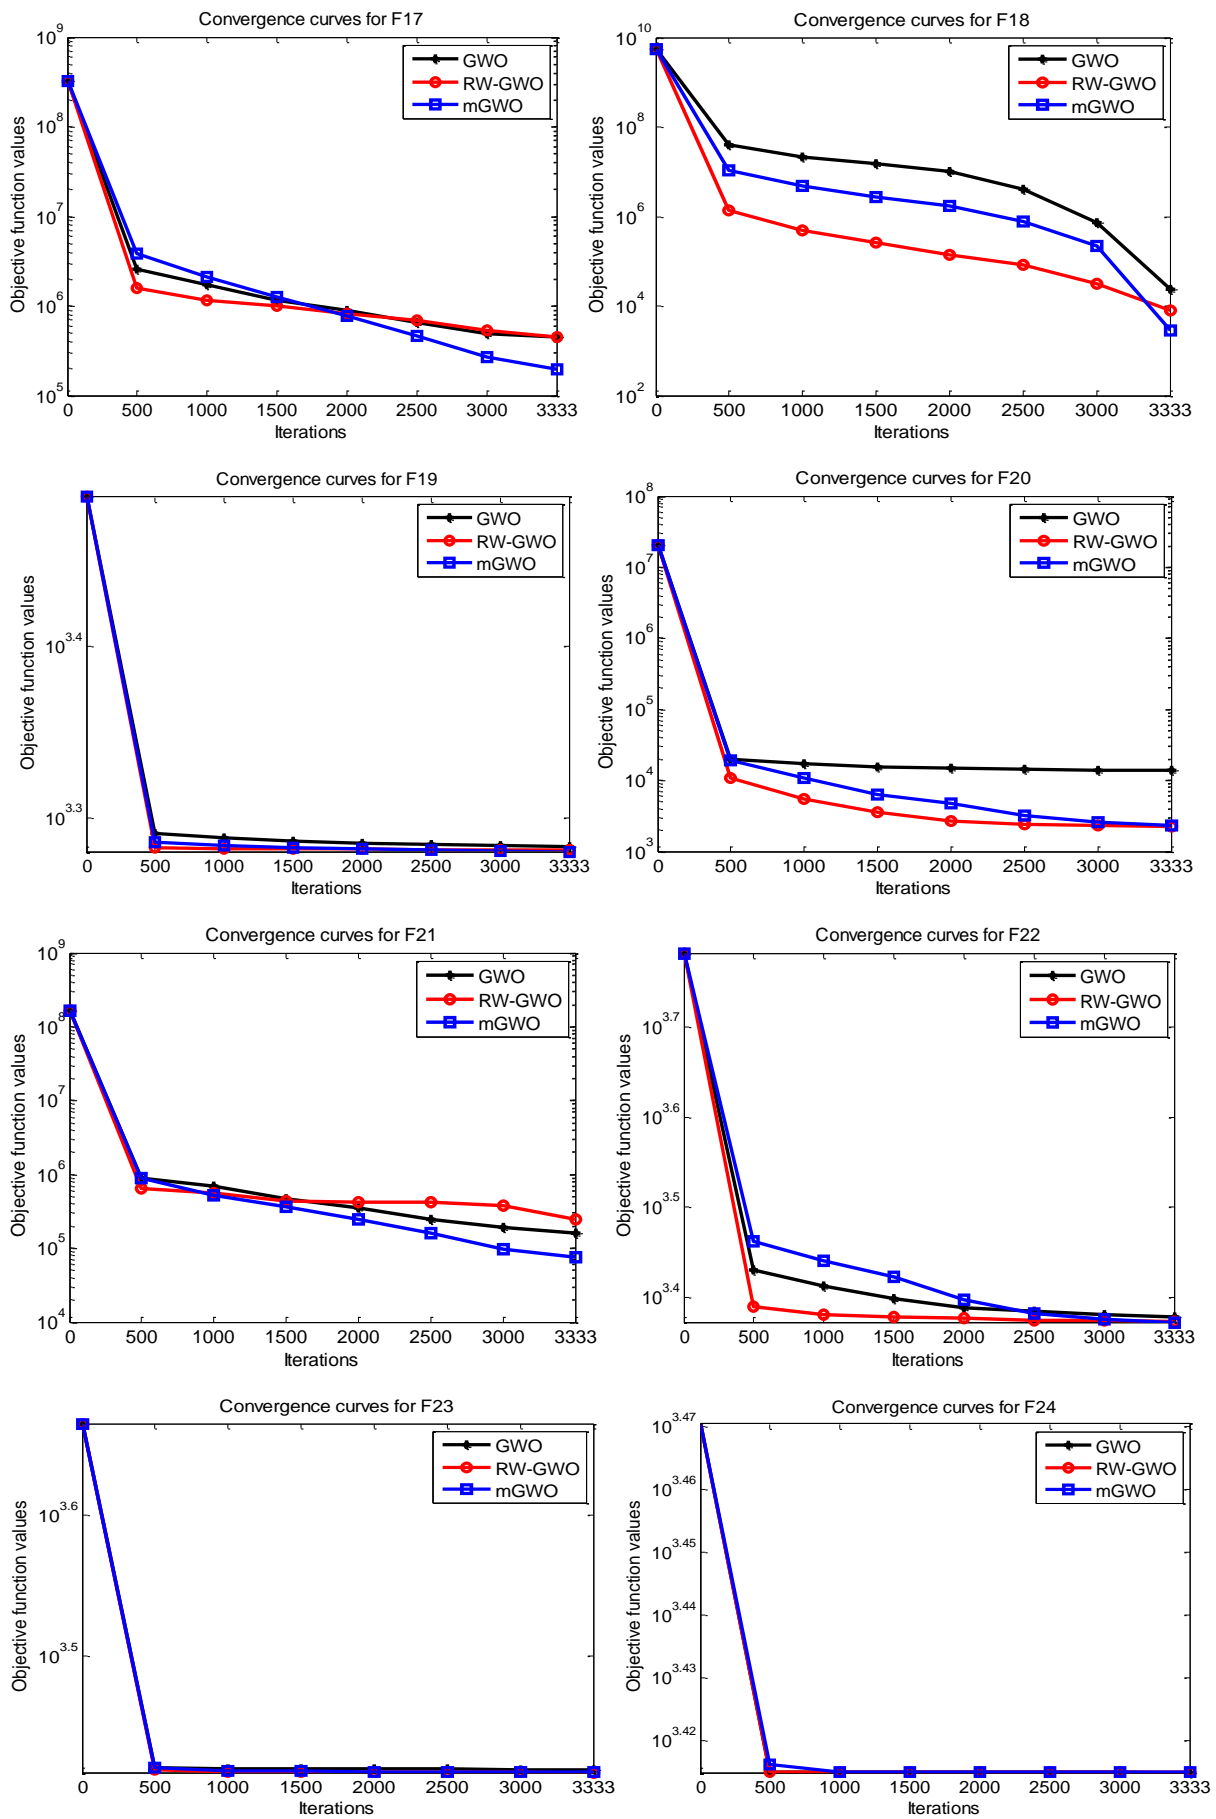 Convergence curves for F17
10^9
10^8
10^7
10^6
10^5
Objective function values
GWO
RW-GWO
mGWO
0 500 1000 1500 2000 2500 3000 3333
Iterations
Convergence curves for F18
10^10
10^8
10^6
10^4
10^2
Objective function values
GWO
RW-GWO
mGWO
0 500 1000 1500 2000 2500 3000 3333
Iterations
Convergence curves for F19
10^3.4
10^3.3
Objective function values
GWO
RW-GWO
mGWO
0 500 1000 1500 2000 2500 3000 3333
Iterations
Convergence curves for F20
10^8
10^7
10^6
10^5
10^4
10^3
Objective function values
GWO
RW-GWO
mGWO
0 500 1000 1500 2000 2500 3000 3333
Iterations
Convergence curves for F21
10^9
10^8
10^7
10^6
10^5
10^4
Objective function values
GWO
RW-GWO
mGWO
0 500 1000 1500 2000 2500 3000 3333
Iterations
Convergence curves for F22
10^3.7
10^3.6
10^3.5
10^3.4
Objective function values
GWO
RW-GWO
mGWO
0 500 1000 1500 2000 2500 3000 3333
Iterations
Convergence curves for F23
10^3.6
10^3.5
Objective function values
GWO
RW-GWO
mGWO
0 500 1000 1500 2000 2500 3000 3333
Iterations
Convergence curves for F24
10^3.47
10^3.46
10^3.45
10^3.44
10^3.43
10^3.42
Objective function values
GWO
RW-GWO
mGWO
0 500 1000 1500 2000 2500 3000 3333
Iterations